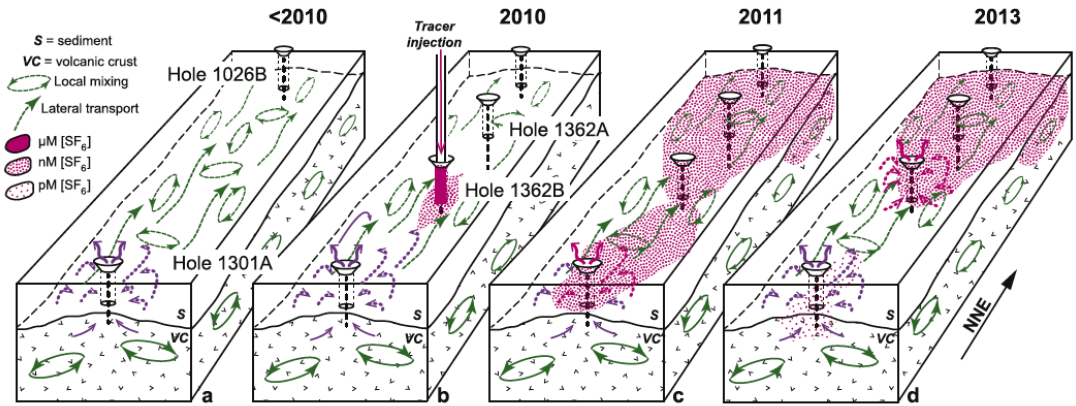 <2010
2010
2011
2013
S = sediment
VC = volcanic crust
Local mixing
Lateral transport
µM [SF6]
nM [SF6]
pM [SF6]
Tracer
injection
Hole 1026B
Hole 1362A
Hole 1362B
Hole 1301A
S
VC
S
VC
S
VC
NNE
a
b
c
d